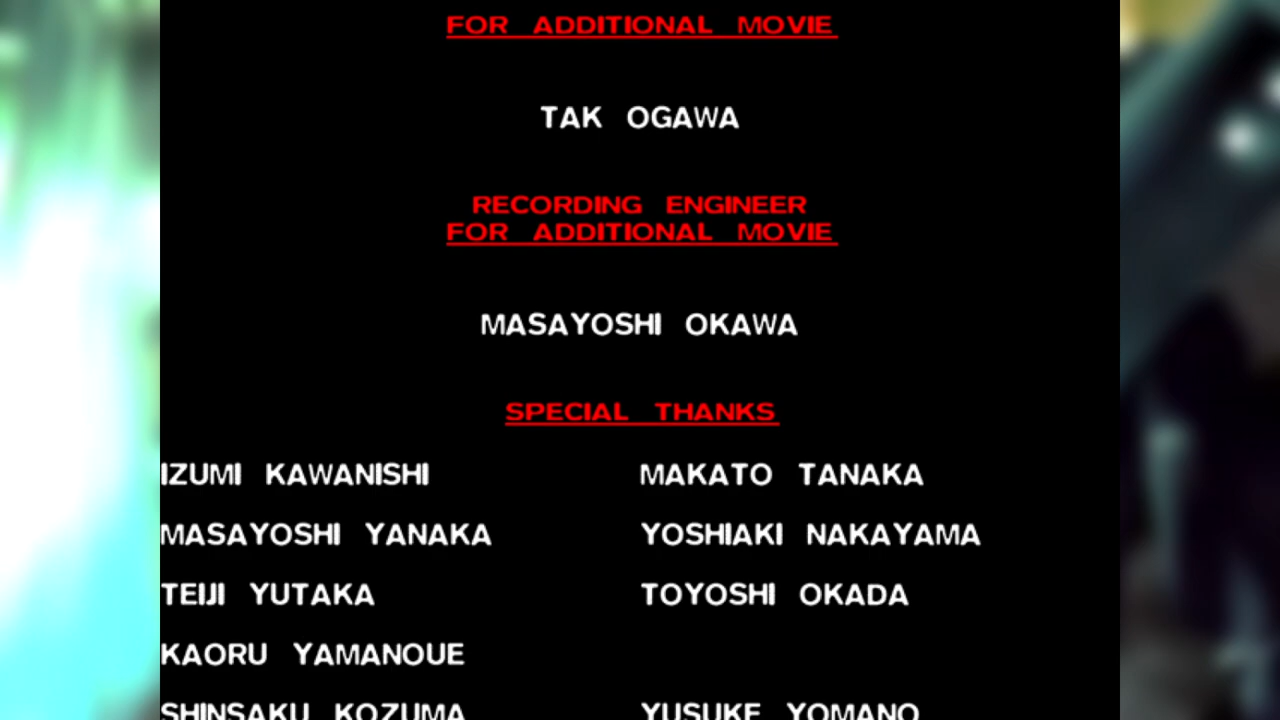 FOR ADDITIONAL MOVIE
TAK OGAWA
RECORDING ENGINEER
FOR ADDITIONAL MOVIE
MASAYOSHI OKAWA
SPECIAL THANKS
IZUMI KAWANISHI MAKATO TANAKA
MASAYOSHI YANAKA YOSHIAKI NAKAYAMA
TEIJI YUTAKA TOYOSHI OKADA
KAORU YAMANOUE
SHINSAKU KOZUMA YUSUKE YOMANO